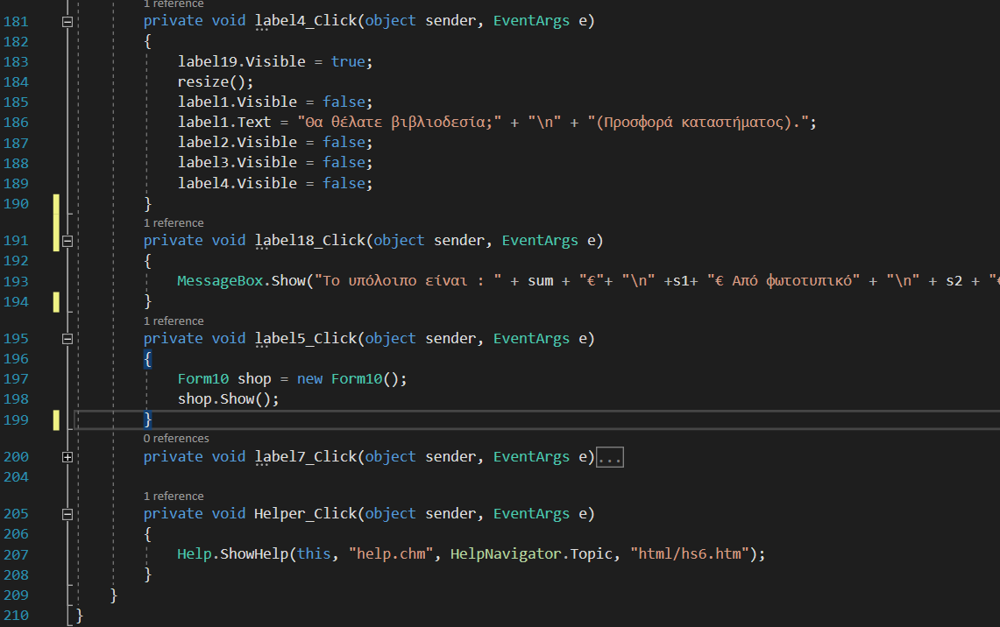 1 reference
181 private void label4_Click(object sender, EventArgs e)
182 {
183 label19.Visible = true;
184 resize();
185 label1.Visible = false;
186 label1.Text = "Θα θέλατε βιβλιοδεσία;" + "\n" + "(Προσφορά καταστήματος).";
187 label2.Visible = false;
188 label3.Visible = false;
189 label4.Visible = false;
190 }
1 reference
191 private void label18_Click(object sender, EventArgs e)
192 {
193 MessageBox.Show("Το υπόλοιπο είναι : " + sum + "€"+ "\n" +s1+ "€ Από φωτοτυπικό" + "\n" + s2 + "€
194 }
1 reference
195 private void label5_Click(object sender, EventArgs e)
196 {
197 Form10 shop = new Form10();
198 shop.Show();
199 }
0 references
200 private void label7_Click(object sender, EventArgs e)...
204
1 reference
205 private void Helper_Click(object sender, EventArgs e)
206 {
207 Help.ShowHelp(this, "help.chm", HelpNavigator.Topic, "html/hs6.htm");
208 }
209 }
210 }